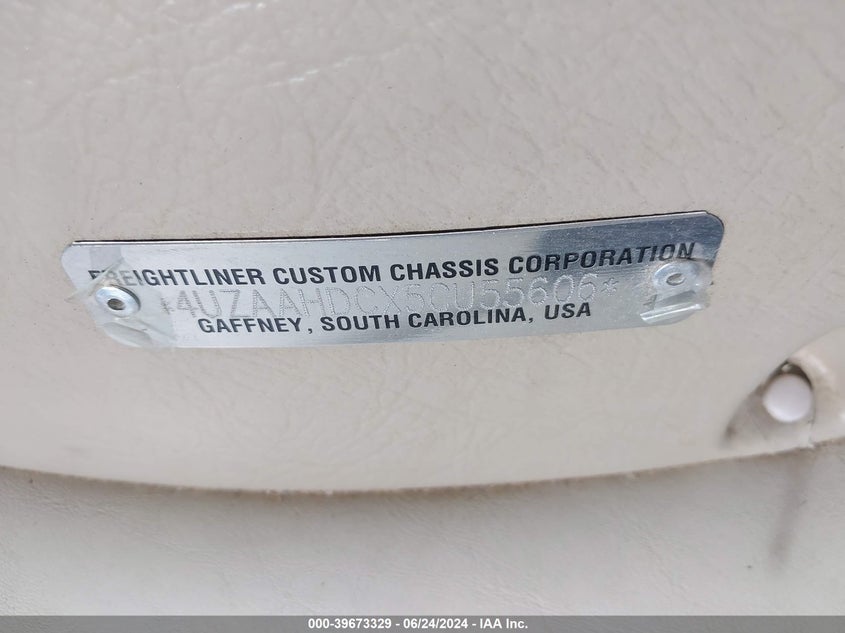 FREIGHTLINER CUSTOM CHASSIS CORPORATION
*4UZAAHDCX5CU55606*
GAFFNEY, SOUTH CAROLINA, USA
000-39673329 - 06/24/2024 - IAA Inc.